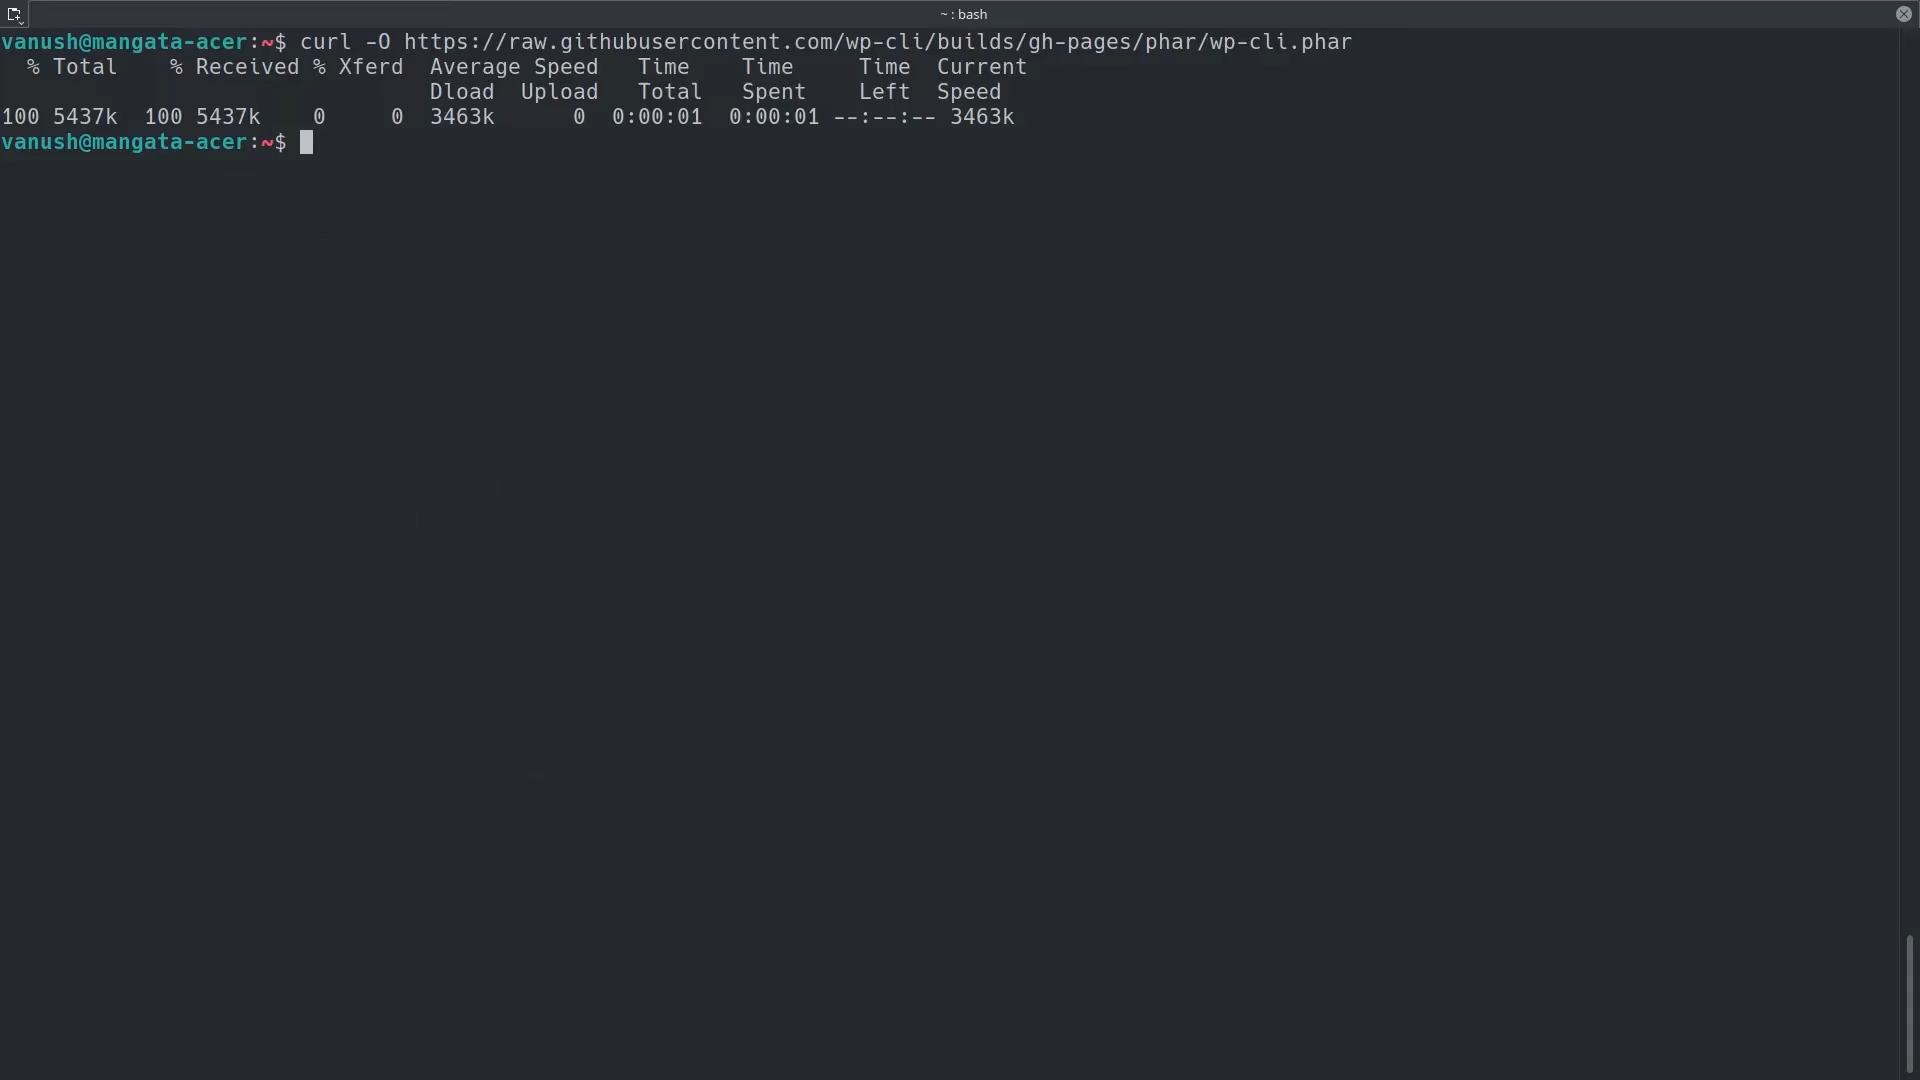 ~ : bash
vanush@mangata-acer:~$ curl -O https://raw.githubusercontent.com/wp-cli/builds/gh-pages/phar/wp-cli.phar
  % Total    % Received % Xferd  Average Speed   Time    Time     Time  Current
                                 Dload  Upload   Total   Spent    Left  Speed
100 5437k  100 5437k    0     0  3463k      0  0:00:01  0:00:01 --:--:-- 3463k
vanush@mangata-acer:~$